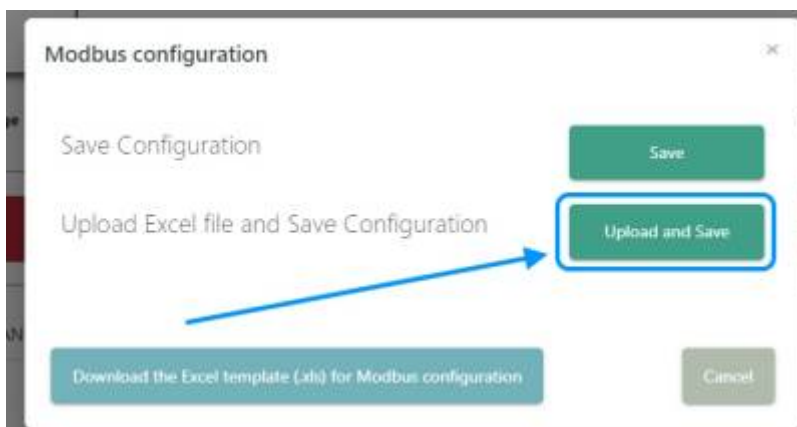 Modbus configuration ×
Save Configuration
Save
Upload Excel file and Save Configuration
Upload and Save
Download the Excel template (.xls) for Modbus configuration
Cancel